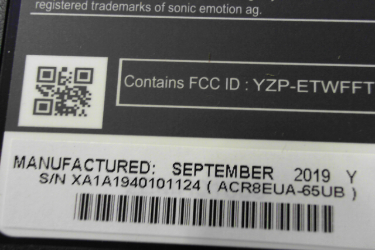 registered trademarks of sonic emotion ag.
Contains FCC ID : YZP-ETWFFT
MANUFACTURED: SEPTEMBER 2019 Y
S/N XA1A1940101124 ( ACR8EUA-65UB )